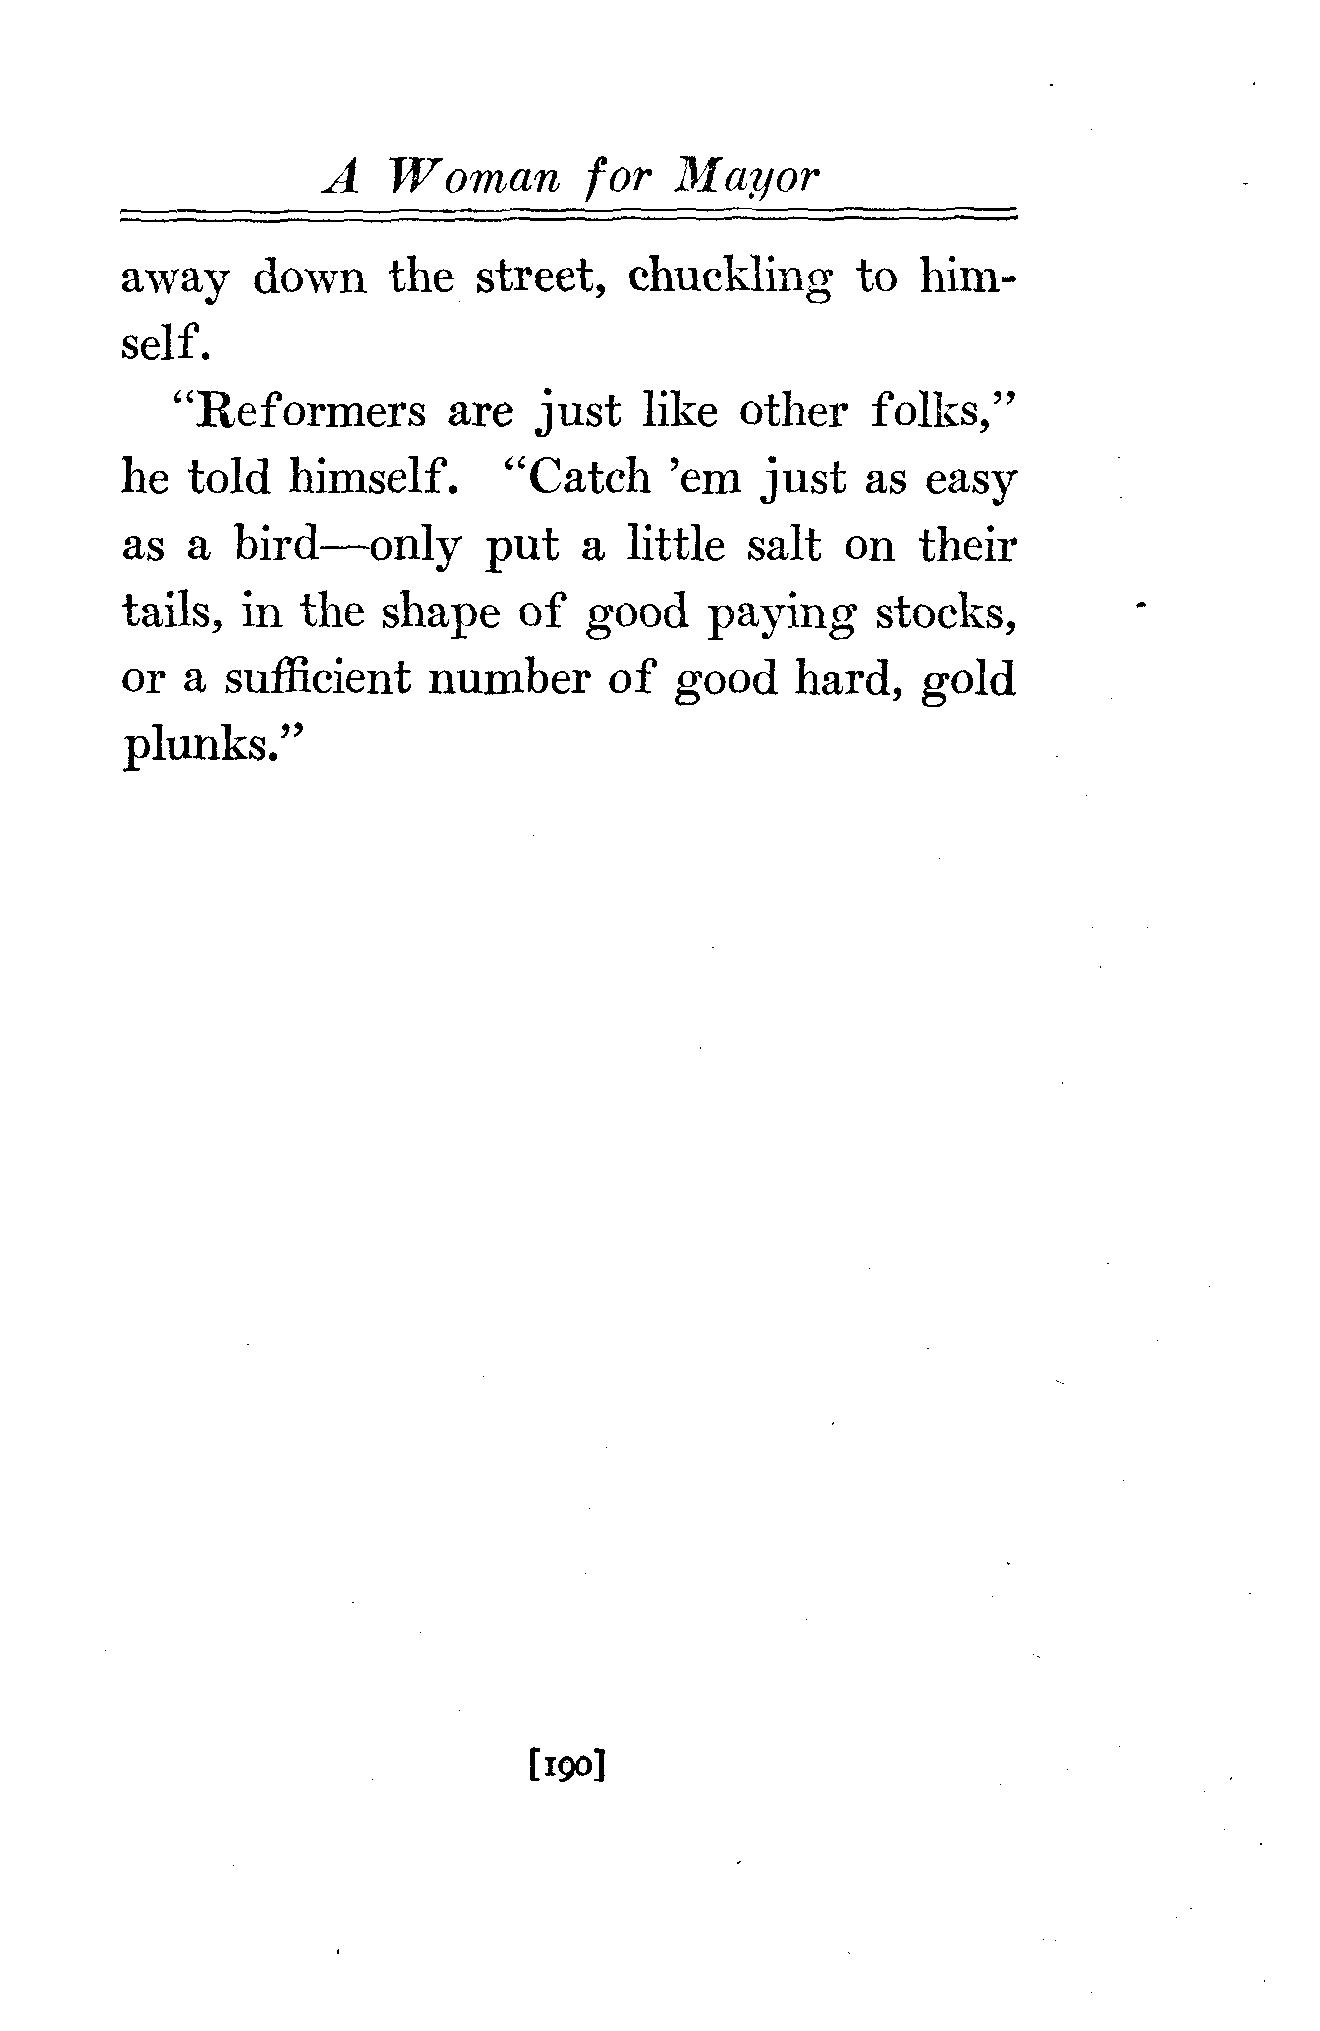 A Woman for Mayor
away down the street, chuckling to him-
self.
“Reformers are just like other folks,”
he told himself. “Catch ’em just as easy
as a bird—only put a little salt on their
tails, in the shape of good paying stocks,
or a sufficient number of good hard, gold
plunks.”
[190]